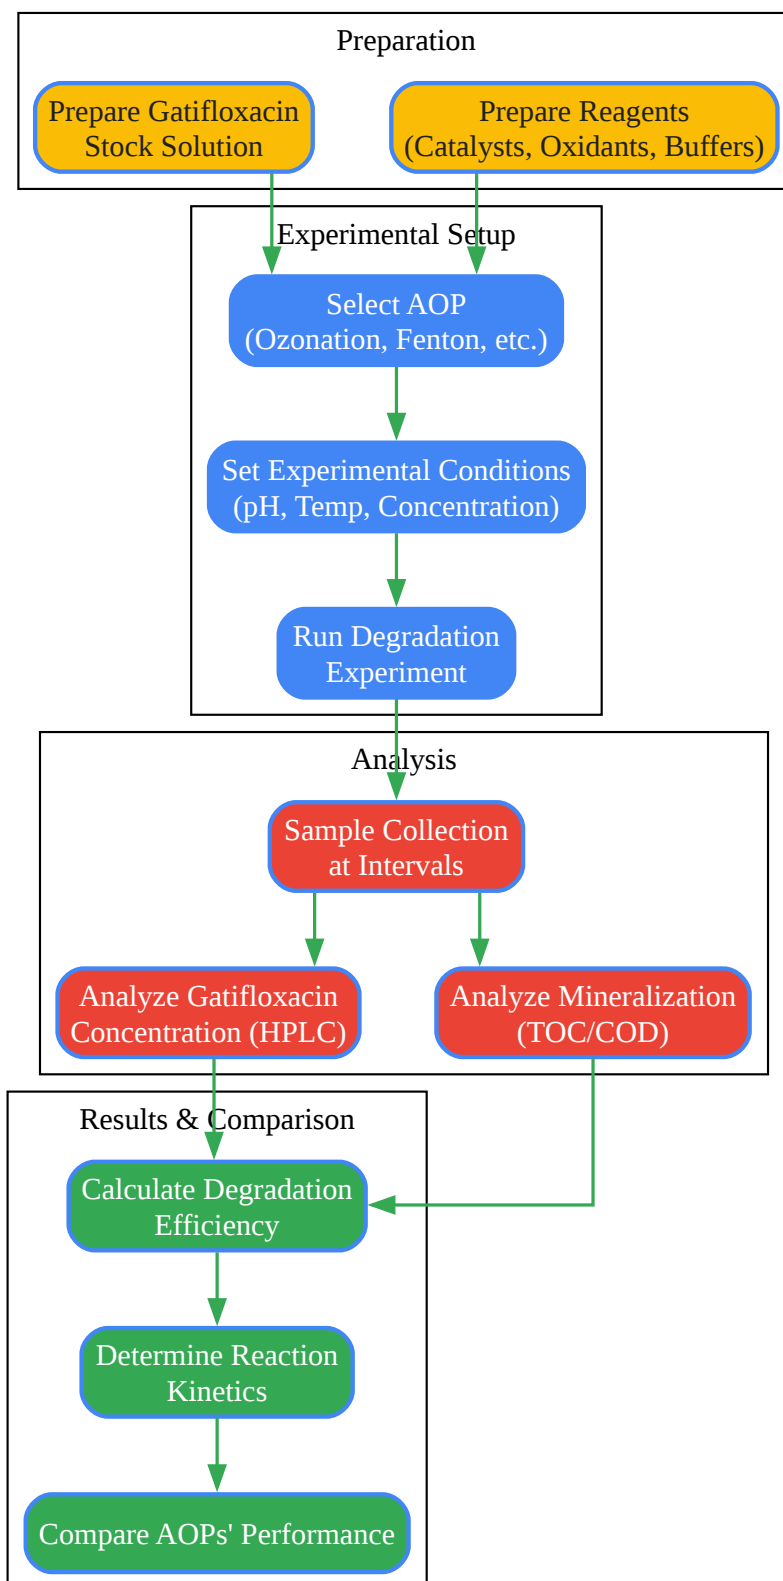 Preparation
Prepare Gatifloxacin
Stock Solution
Prepare Reagents
(Catalysts, Oxidants, Buffers)
Experimental Setup
Select AOP
(Ozonation, Fenton, etc.)
Set Experimental Conditions
(pH, Temp, Concentration)
Run Degradation
Experiment
Analysis
Sample Collection
at Intervals
Analyze Gatifloxacin
Concentration (HPLC)
Analyze Mineralization
(TOC/COD)
Results & Comparison
Calculate Degradation
Efficiency
Determine Reaction
Kinetics
Compare AOPs' Performance